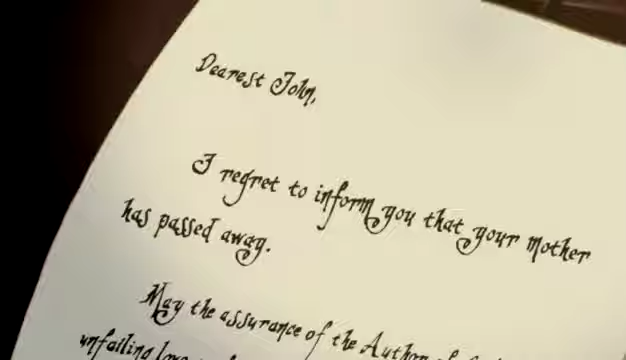 Dearest John,
I regret to inform you that your mother
has passed away.
May the assurance of the Author of
unfailing